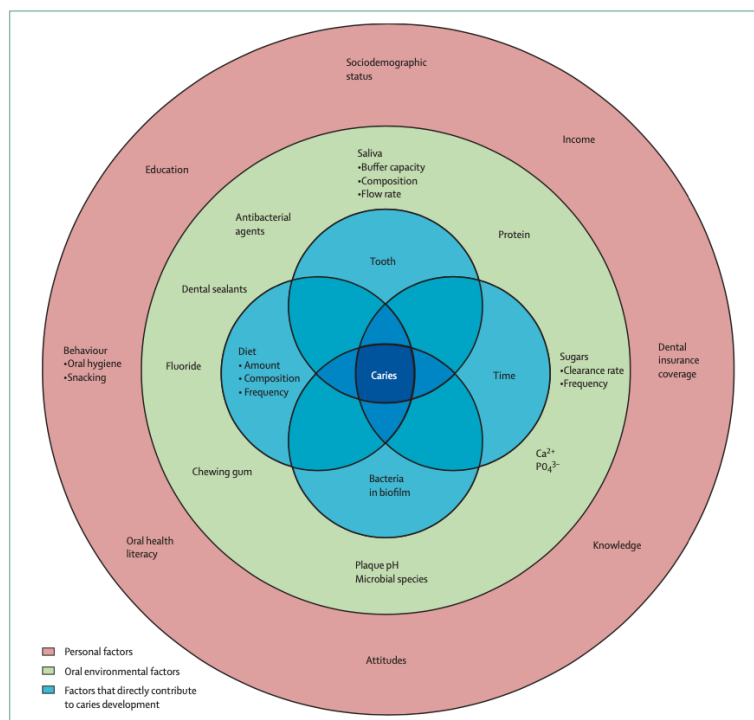 Sociodemographic
status
Income
Education
Saliva
•Buffer capacity
•Composition
•Flow rate
Antibacterial
agents
Protein
Tooth
Dental sealants
Behaviour
•Oral hygiene
•Snacking
Fluoride
Diet
• Amount
• Composition
• Frequency
Caries
Time
Sugars
•Clearance rate
•Frequency
Dental
insurance
coverage
Chewing gum
Bacteria
in biofilm
Ca²⁺
PO₄³⁻
Oral health
literacy
Knowledge
Plaque pH
Microbial species
Attitudes
Personal factors
Oral environmental factors
Factors that directly contribute
to caries development